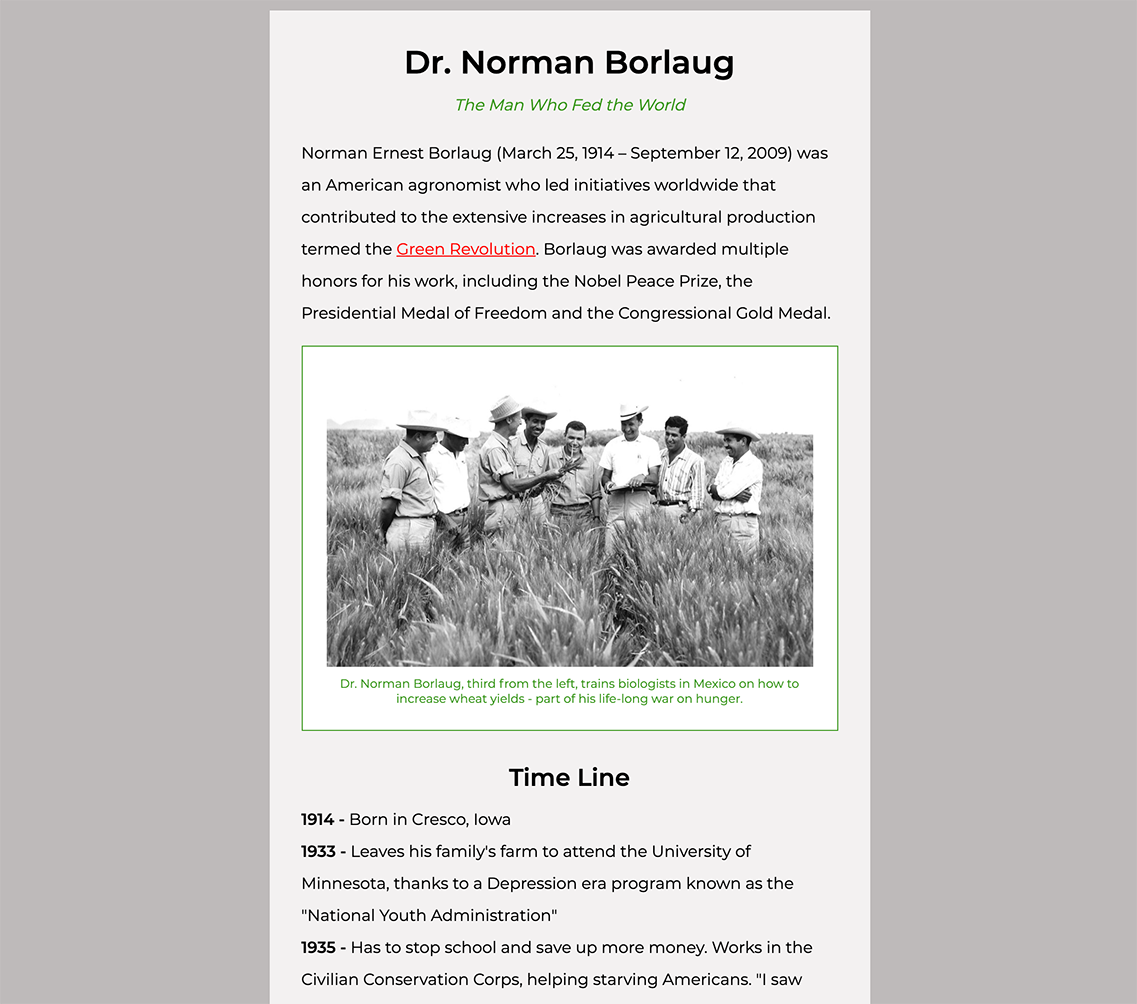 Dr. Norman Borlaug
The Man Who Fed the World
Norman Ernest Borlaug (March 25, 1914 – September 12, 2009) was
an American agronomist who led initiatives worldwide that
contributed to the extensive increases in agricultural production
termed the Green Revolution. Borlaug was awarded multiple
honors for his work, including the Nobel Peace Prize, the
Presidential Medal of Freedom and the Congressional Gold Medal.
Dr. Norman Borlaug, third from the left, trains biologists in Mexico on how to
increase wheat yields - part of his life-long war on hunger.
Time Line
1914 - Born in Cresco, Iowa
1933 - Leaves his family's farm to attend the University of
Minnesota, thanks to a Depression era program known as the
"National Youth Administration"
1935 - Has to stop school and save up more money. Works in the
Civilian Conservation Corps, helping starving Americans. "I saw